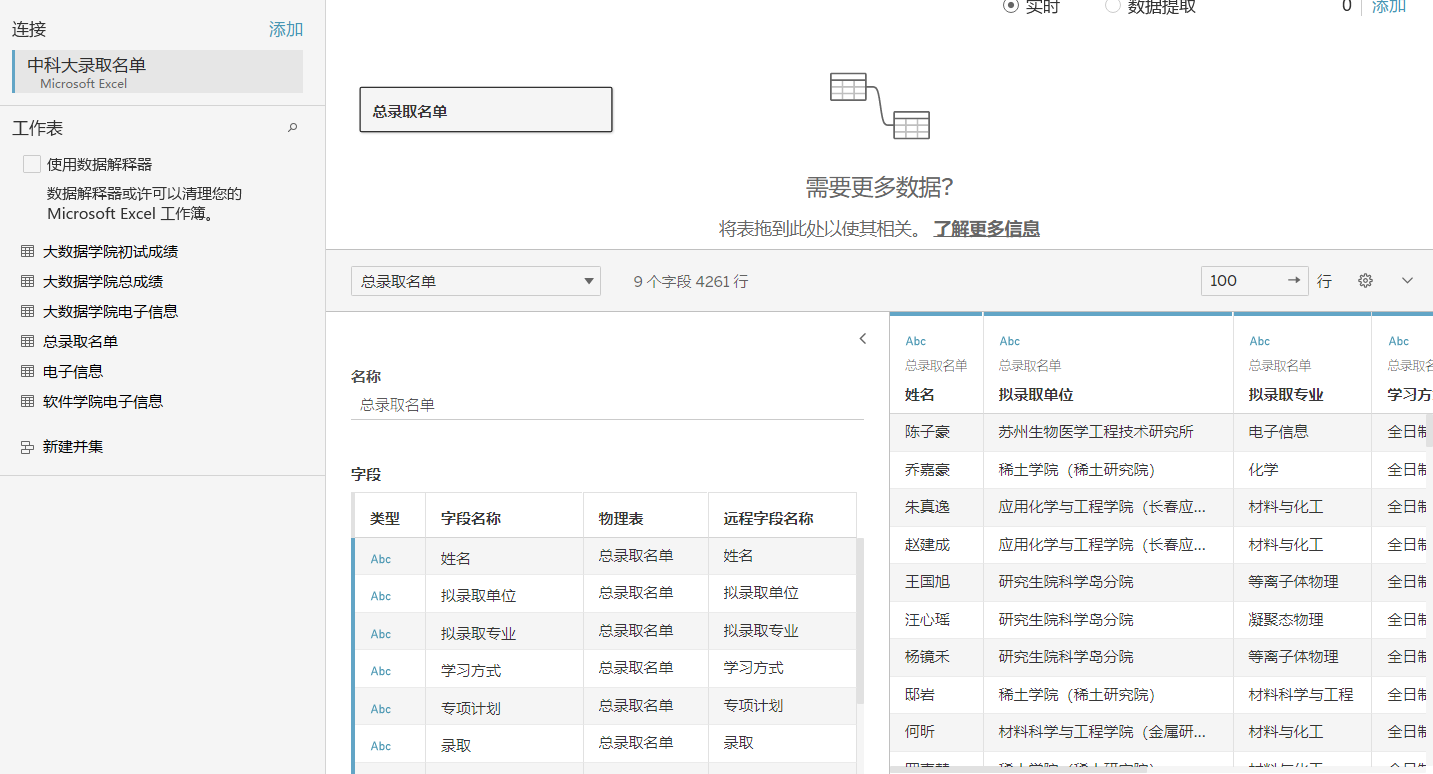 连接
添加
中科大录取名单
Microsoft Excel
工作表
使用数据解释器
数据解释器或许可以清理您的
Microsoft Excel 工作簿。
大数据学院初试成绩
大数据学院总成绩
大数据学院电子信息
总录取名单
电子信息
软件学院电子信息
新建并集
实时 数据提取 0 添加
总录取名单
需要更多数据?
将表拖到此处以使其相关。 了解更多信息
总录取名单 9 个字段 4261 行 100 行
名称
总录取名单
字段
类型 字段名称 物理表 远程字段名称
Abc 姓名 总录取名单 姓名
Abc 拟录取单位 总录取名单 拟录取单位
Abc 拟录取专业 总录取名单 拟录取专业
Abc 学习方式 总录取名单 学习方式
Abc 专项计划 总录取名单 专项计划
Abc 录取 总录取名单 录取
Abc Abc Abc Abc
总录取名单 总录取名单 总录取名单 总录取名
姓名 拟录取单位 拟录取专业 学习方
陈子豪 苏州生物医学工程技术研究所 电子信息 全日
乔嘉豪 稀土学院（稀土研究院） 化学 全日
朱真逸 应用化学与工程学院（长春应... 材料与化工 全日
赵建成 应用化学与工程学院（长春应... 材料与化工 全日
王国旭 研究生院科学岛分院 等离子体物理 全日
汪心瑶 研究生院科学岛分院 凝聚态物理 全日
杨镜禾 研究生院科学岛分院 等离子体物理 全日
邸岩 稀土学院（稀土研究院） 材料科学与工程 全日
何昕 材料科学与工程学院（金属研... 材料与化工 全日